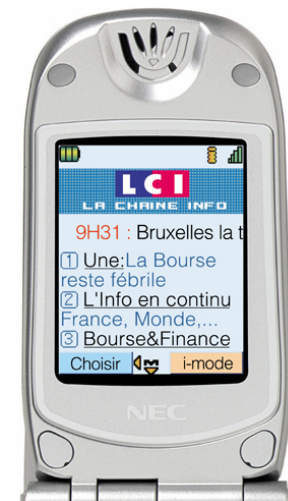 LCI
LA CHAINE INFO
9H31 : Bruxelles la t
1 Une:La Bourse
reste fébrile
2 L'Info en continu
France, Monde,...
3 Bourse&Finance
Choisir i-mode
NEC